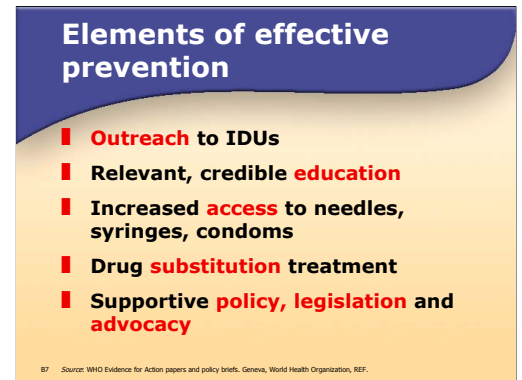 Elements of effective
prevention
Outreach to IDUs
Relevant, credible education
Increased access to needles,
syringes, condoms
Drug substitution treatment
Supportive policy, legislation and
advocacy
B7 Source: WHO Evidence for Action papers and policy briefs. Geneva, World Health Organization, REF.